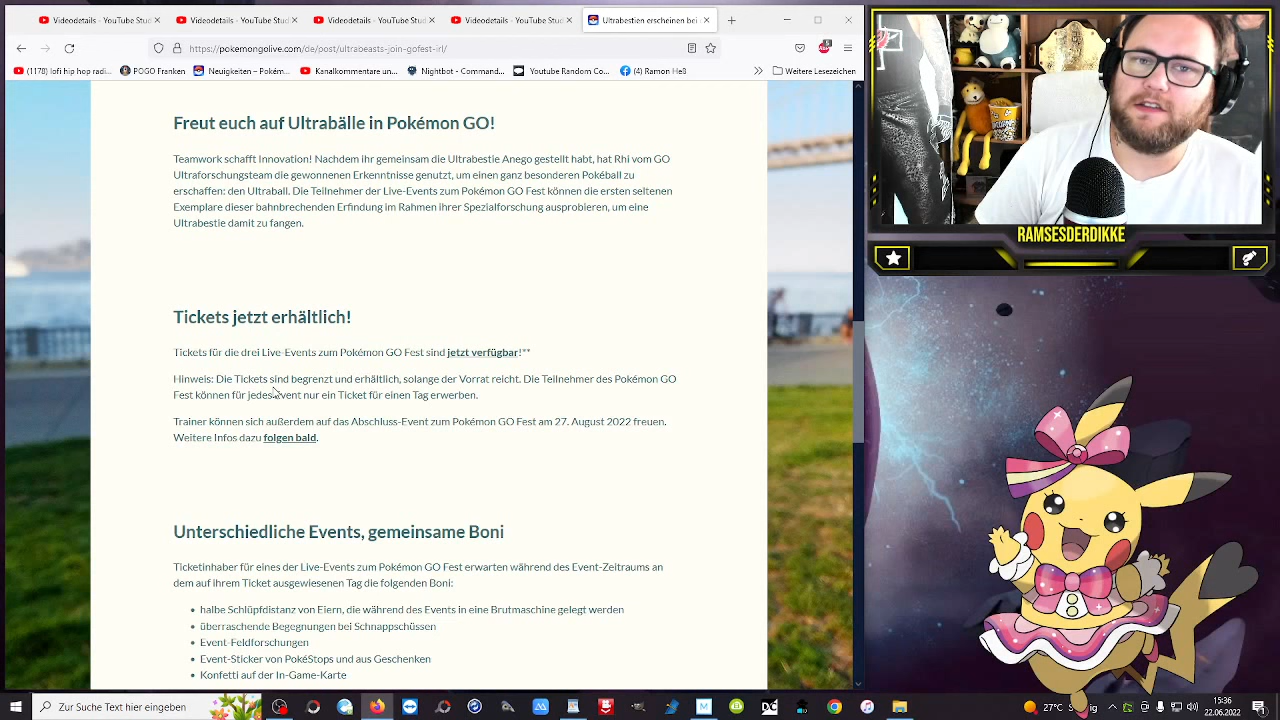 Videodetails - YouTube Studi
Videodetails - YouTube Studi
Videodetails - YouTube Studi
Videodetails - YouTube Studi
Ultrabestien erscheinen bei
https://pokemongolive.com/de/post/ultrabeasts-join-gofest-irl/
(1178) lofi hip hop radi...
POGO Infos
Neuigkeiten
Kanalkommentare ...
Nightbot - Commands
Youtube Random Co...
(4) Raman Heß
Weitere Lesezeichen
Freut euch auf Ultrabälle in Pokémon GO!
Teamwork schafft Innovation! Nachdem ihr gemeinsam die Ultrabestie Anego gestellt habt, hat Rhi vom GO
Ultraforschungsteam die gewonnenen Erkenntnisse genutzt, um einen ganz besonderen Pokéball zu
erschaffen: den Ultraball. Die Teilnehmer der Live-Events zum Pokémon GO Fest können die ersten seltenen
Exemplare dieser bahnbrechenden Erfindung im Rahmen ihrer Spezialforschung ausprobieren, um eine
Ultrabestie damit zu fangen.
Tickets jetzt erhältlich!
Tickets für die drei Live-Events zum Pokémon GO Fest sind jetzt verfügbar!**
Hinweis: Die Tickets sind begrenzt und erhältlich, solange der Vorrat reicht. Die Teilnehmer des Pokémon GO
Fest können für jedes Event nur ein Ticket für einen Tag erwerben.
Trainer können sich außerdem auf das Abschluss-Event zum Pokémon GO Fest am 27. August 2022 freuen.
Weitere Infos dazu folgen bald.
Unterschiedliche Events, gemeinsame Boni
Ticketinhaber für eines der Live-Events zum Pokémon GO Fest erwarten während des Event-Zeitraums an
dem auf ihrem Ticket ausgewiesenen Tag die folgenden Boni:
halbe Schlüpfdistanz von Eiern, die während des Events in eine Brutmaschine gelegt werden
überraschende Begegnungen bei Schnappschüssen
Event-Feldforschungen
Event-Sticker von PokéStops und aus Geschenken
Konfetti auf der In-Game-Karte
RAMSESDERDIKKE
Zur Suche Text hier eingeben
27°C
15:36
22.06.2022